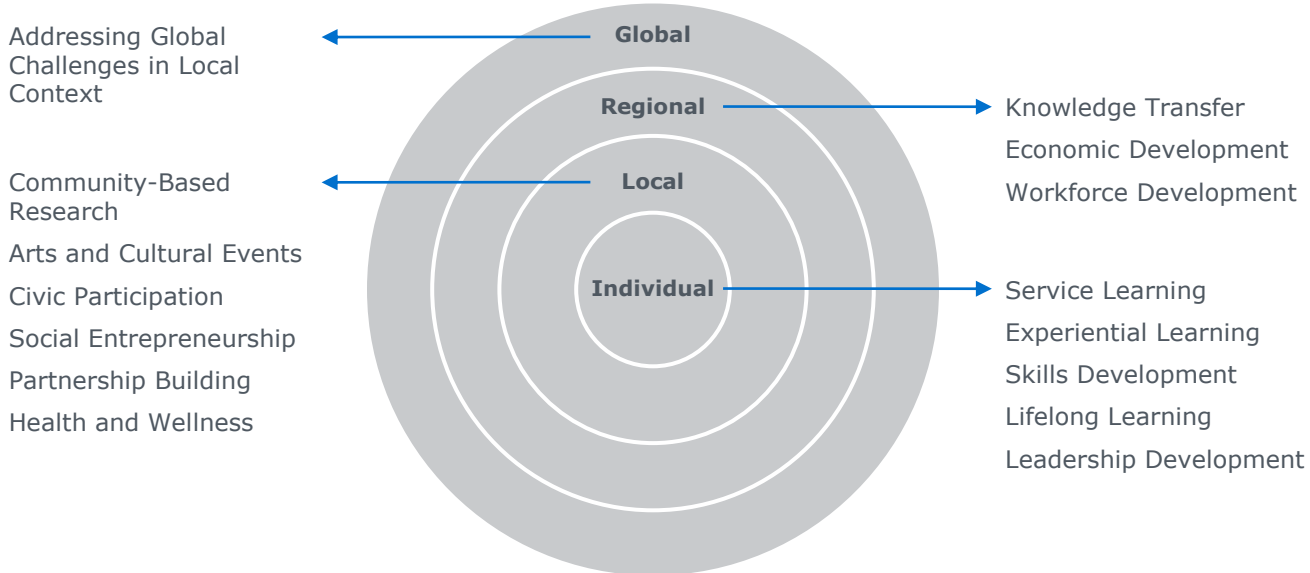 Addressing Global
Challenges in Local
Context
Community-Based
Research
Arts and Cultural Events
Civic Participation
Social Entrepreneurship
Partnership Building
Health and Wellness
Global
Regional
Local
Individual
Knowledge Transfer
Economic Development
Workforce Development
Service Learning
Experiential Learning
Skills Development
Lifelong Learning
Leadership Development